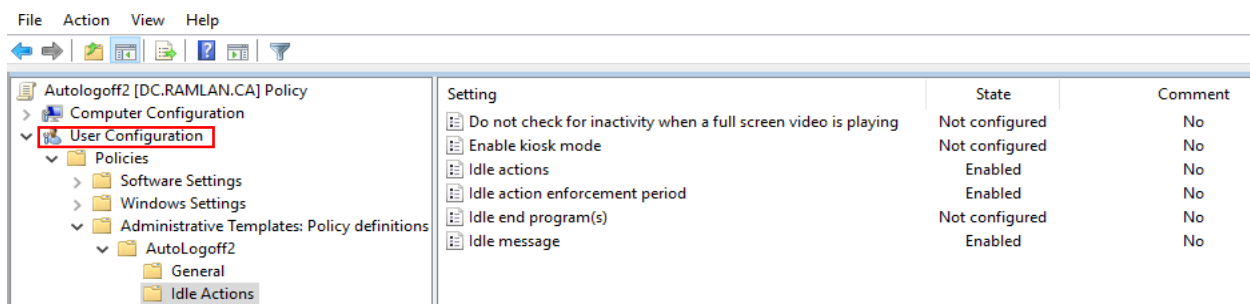 File Action View Help
Autologoff2 [DC.RAMLAN.CA] Policy
Computer Configuration
User Configuration
Policies
Software Settings
Windows Settings
Administrative Templates: Policy definitions
AutoLogoff2
General
Idle Actions
Setting State Comment
Do not check for inactivity when a full screen video is playing Not configured No
Enable kiosk mode Not configured No
Idle actions Enabled No
Idle action enforcement period Enabled No
Idle end program(s) Not configured No
Idle message Enabled No